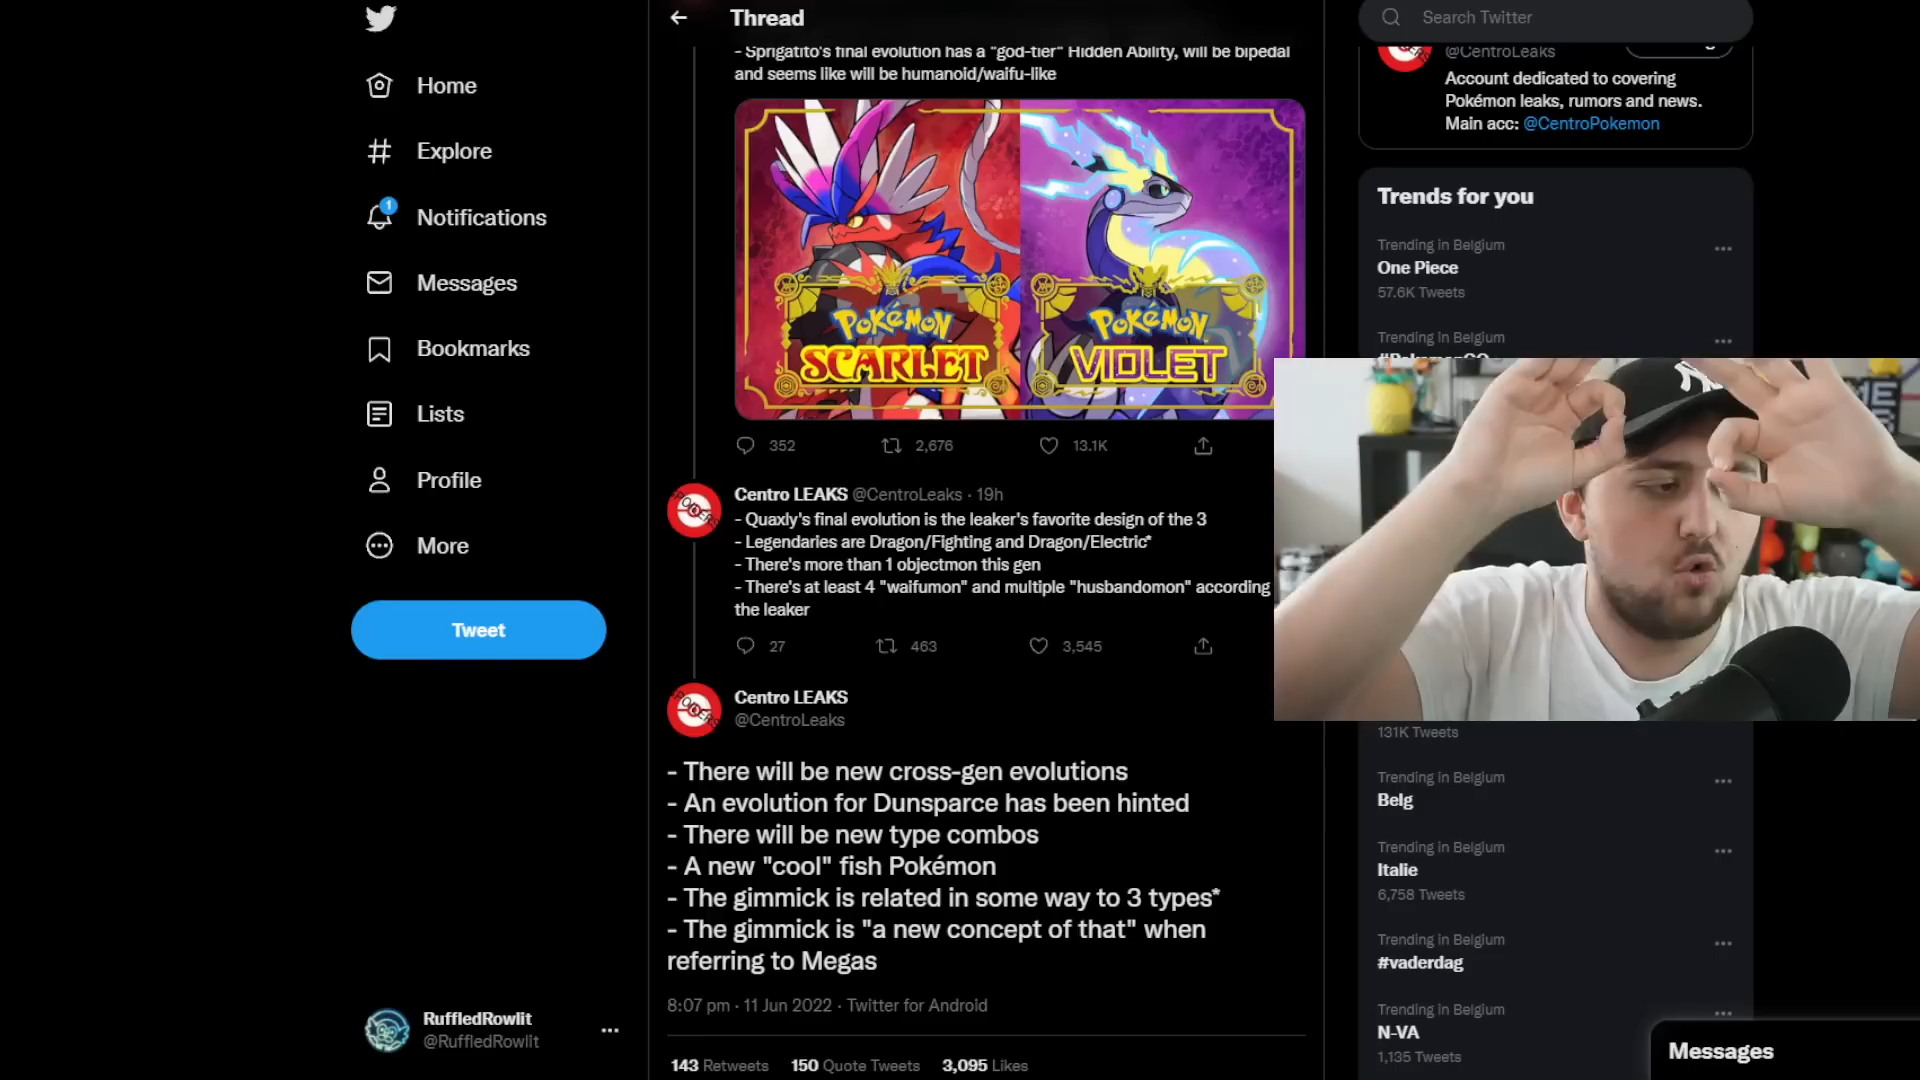 Home
Explore
1
Notifications
Messages
Bookmarks
Lists
Profile
More
Tweet
RuffledRowlit
@RuffledRowlit
Thread
- Sprigatito's final evolution has a "god-tier" Hidden Ability, will be bipedal
and seems like will be humanoid/waifu-like
POKÉMON
SCARLET
POKÉMON
VIOLET
352
2,676
13.1K
Centro LEAKS @CentroLeaks · 19h
- Quaxly's final evolution is the leaker's favorite design of the 3
- Legendaries are Dragon/Fighting and Dragon/Electric*
- There's more than 1 objectmon this gen
- There's at least 4 "waifumon" and multiple "husbandomon" according
the leaker
27
463
3,545
Centro LEAKS
@CentroLeaks
- There will be new cross-gen evolutions
- An evolution for Dunsparce has been hinted
- There will be new type combos
- A new "cool" fish Pokémon
- The gimmick is related in some way to 3 types*
- The gimmick is "a new concept of that" when
referring to Megas
8:07 pm · 11 Jun 2022 · Twitter for Android
143 Retweets 150 Quote Tweets 3,095 Likes
Search Twitter
@CentroLeaks
Account dedicated to covering
Pokémon leaks, rumors and news.
Main acc: @CentroPokemon
Trends for you
Trending in Belgium
One Piece
57.6K Tweets
Trending in Belgium
#PokemonGO
131K Tweets
Trending in Belgium
Belg
Trending in Belgium
Italie
6,758 Tweets
Trending in Belgium
#vaderdag
Trending in Belgium
N-VA
1,135 Tweets
Messages